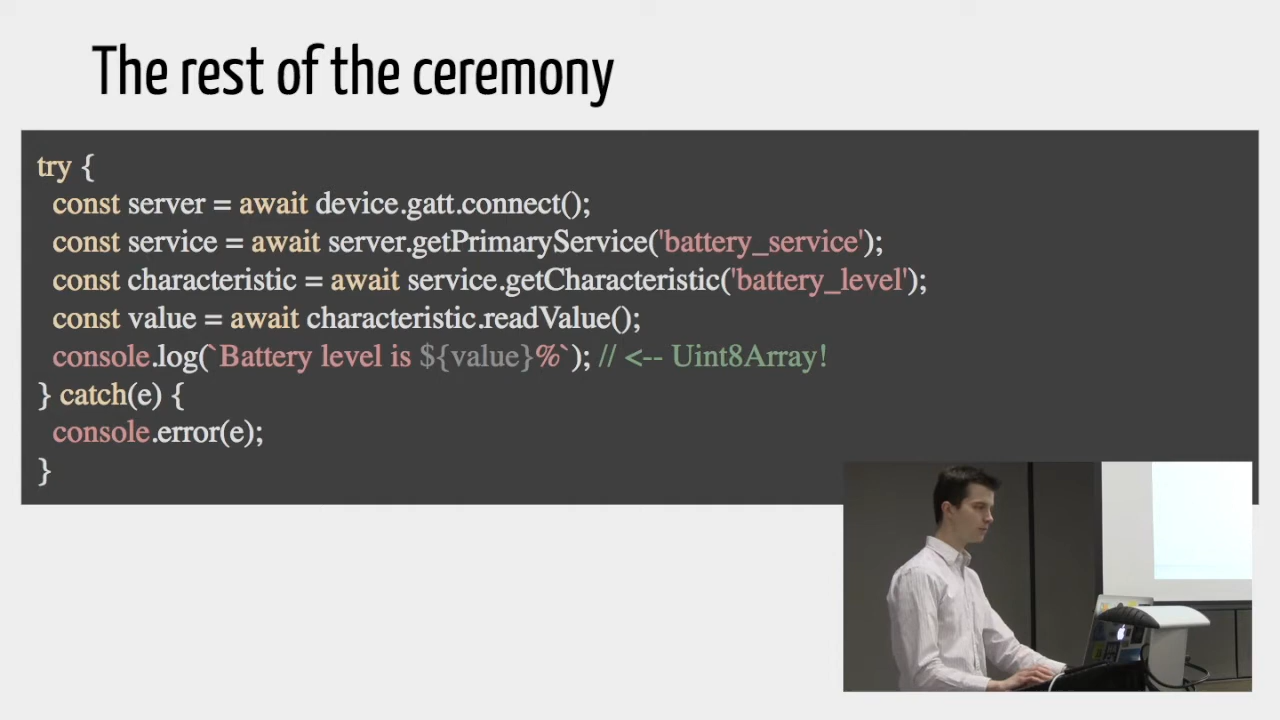 The rest of the ceremony
try {
const server = await device.gatt.connect();
const service = await server.getPrimaryService('battery_service');
const characteristic = await service.getCharacteristic('battery_level');
const value = await characteristic.readValue();
console.log(`Battery level is ${value}%`); // <-- Uint8Array!
} catch(e) {
console.error(e);
}